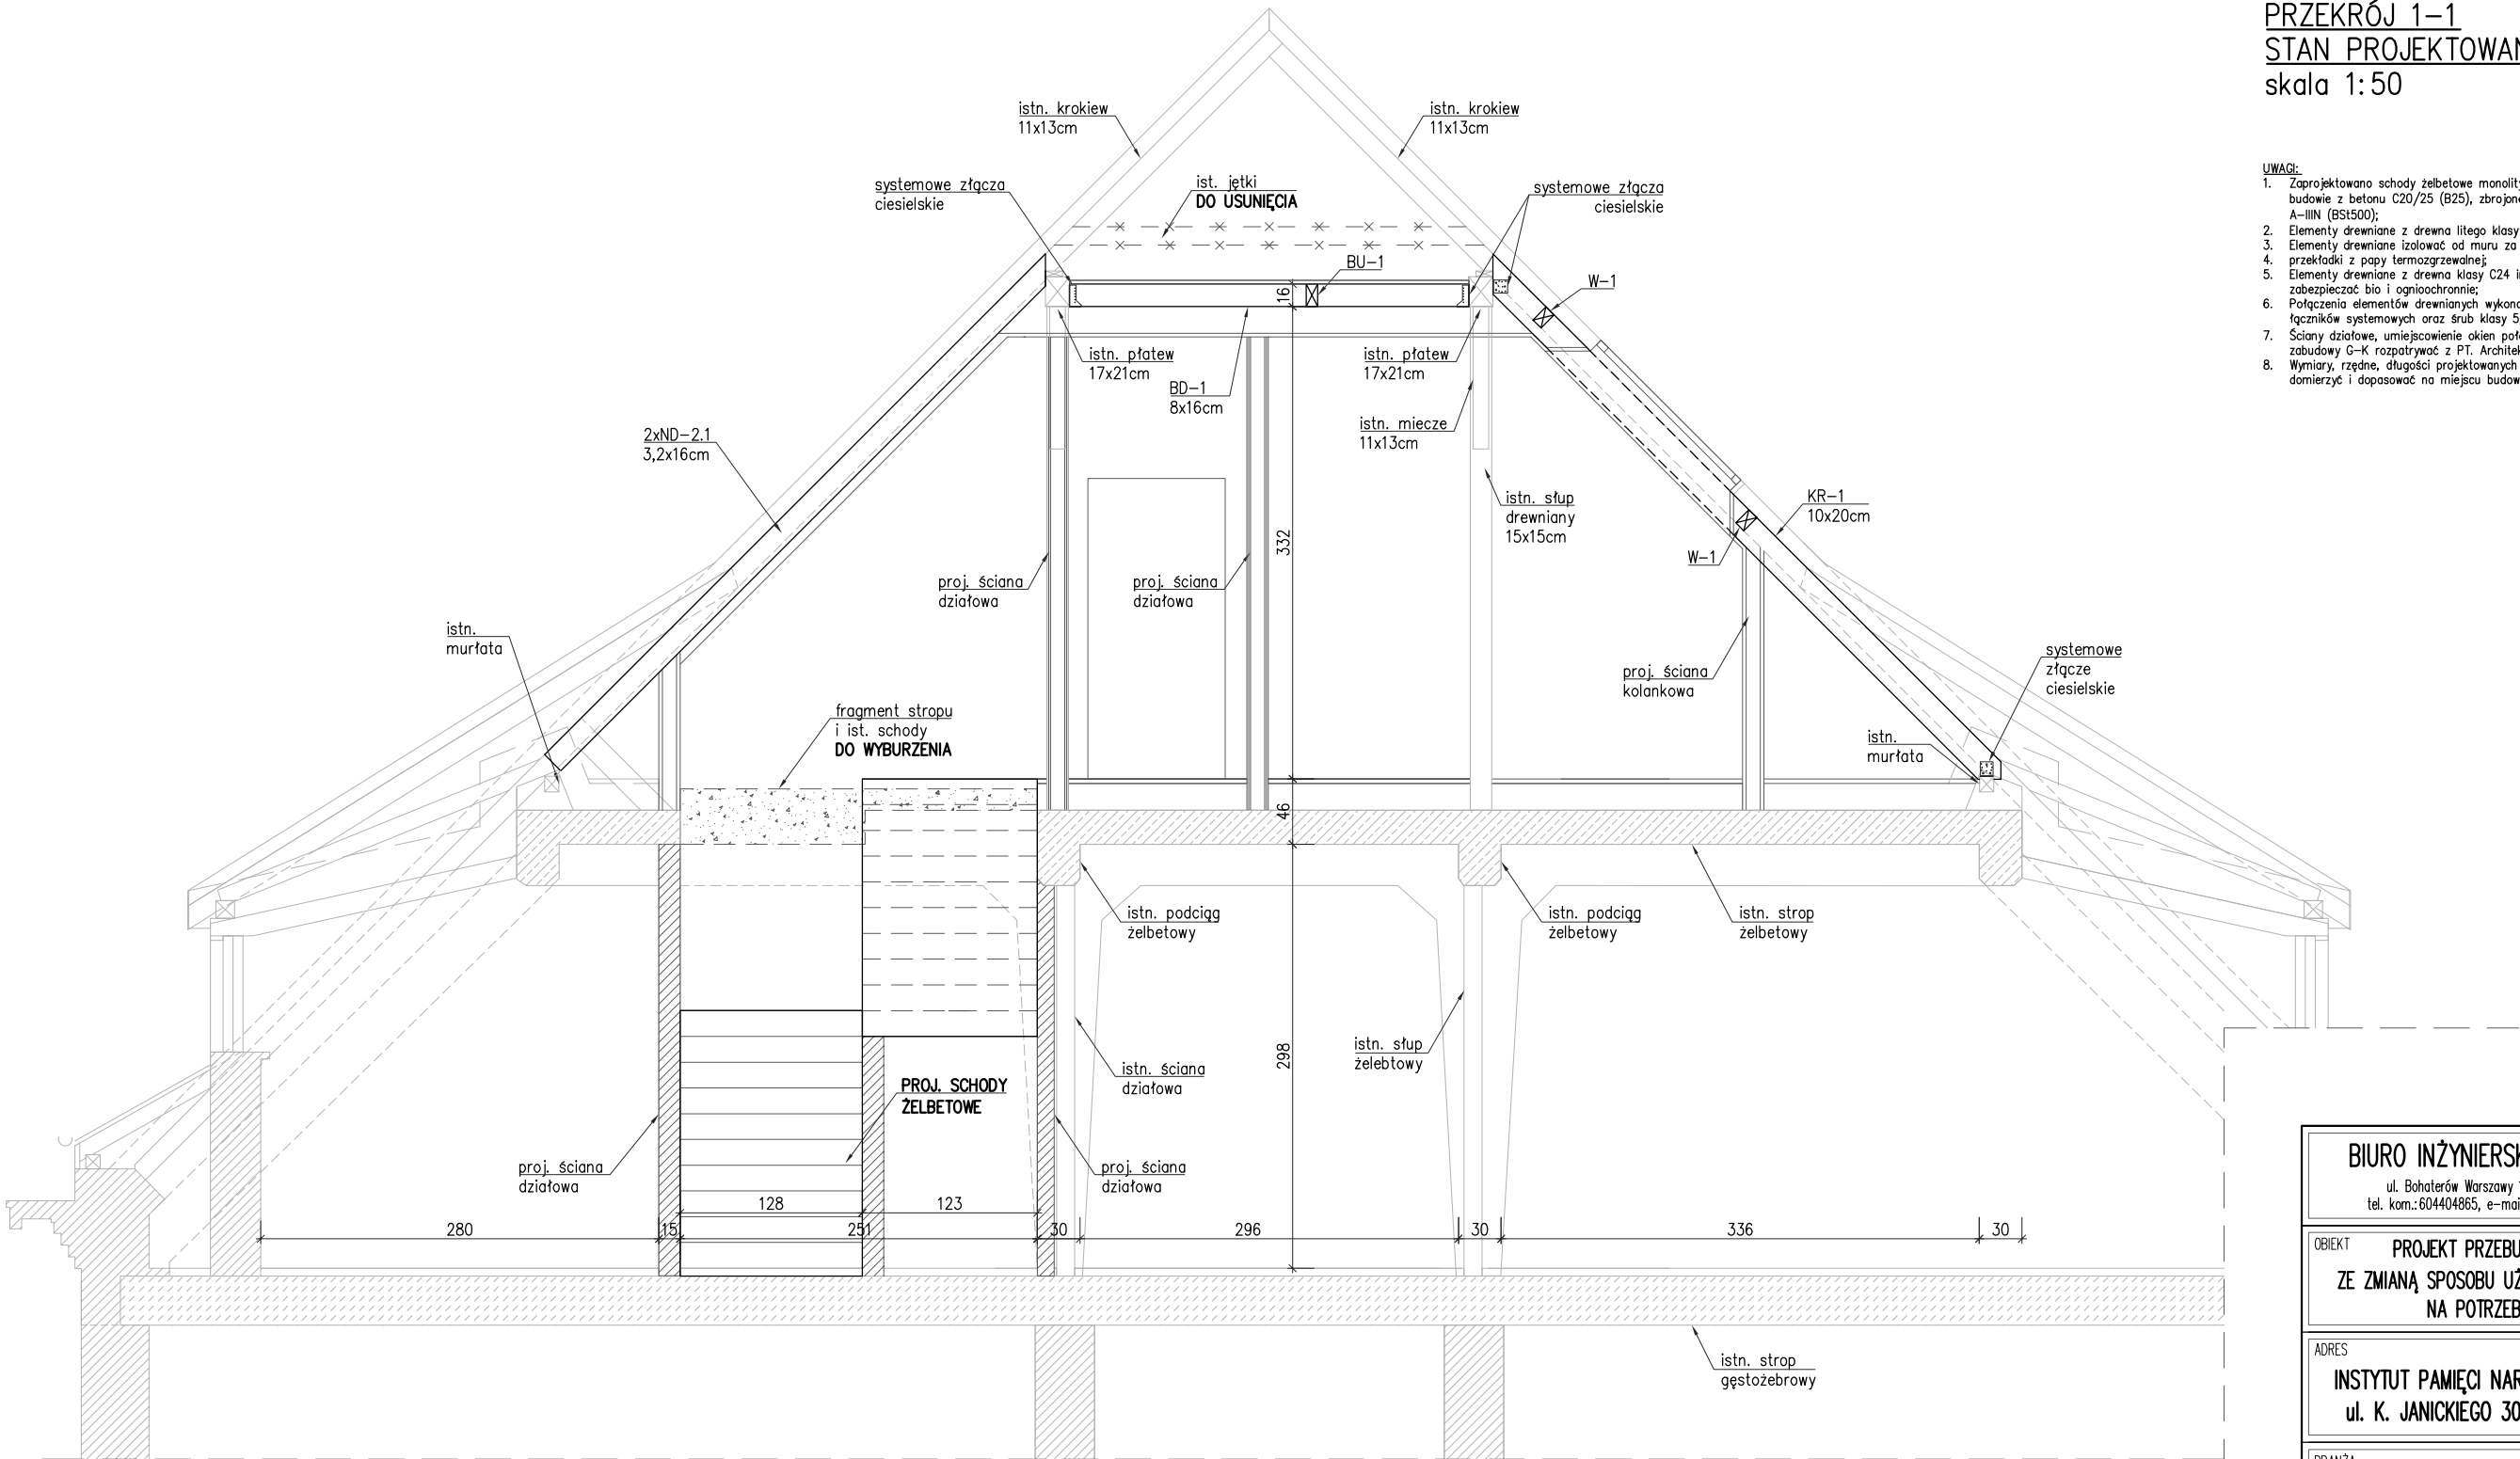 PRZEKRÓJ 1-1
STAN PROJEKTOWAN
skala 1:50
UWAGI:
1. Zaprojektowano schody żelbetowe monolity
budowie z betonu C20/25 (B25), zbrojone
A-IIIN (BSt500);
2. Elementy drewniane z drewna litego klasy
3. Elementy drewniane izolować od muru za
4. przekładki z papy termozgrzewalnej;
5. Elementy drewniane z drewna klasy C24 i
zabezpieczać bio i ognioochronnie;
6. Połączenia elementów drewnianych wykona
łączników systemowych oraz śrub klasy 5
7. Ściany działowe, umiejscowienie okien poł
zabudowy G-K rozpatrywać z PT. Architek
8. Wymiary, rzędne, długości projektowanych
domierzyć i dopasować na miejscu budow
istn. krokiew
11x13cm
istn. krokiew
11x13cm
systemowe złącza
ciesielskie
ist. jętki
DO USUNIĘCIA
systemowe złącza
ciesielskie
BU-1
W-1
16
istn. płatew
17x21cm
istn. płatew
17x21cm
BD-1
8x16cm
istn. miecze
11x13cm
2xND-2.1
3,2x16cm
istn. słup
drewniany
15x15cm
KR-1
10x20cm
W-1
332
proj. ściana
działowa
proj. ściana
działowa
istn.
murłata
systemowe
złącze
ciesielskie
proj. ściana
kolankowa
fragment stropu
i ist. schody
DO WYBURZENIA
istn.
murłata
46
istn. podciąg
żelbetowy
istn. podciąg
żelbetowy
istn. strop
żelbetowy
298
istn. słup
żelebtowy
istn. ściana
działowa
PROJ. SCHODY
ŻELBETOWE
proj. ściana
działowa
proj. ściana
działowa
128 123
280 15 251 30 296 30 336 30
istn. strop
gęstożebrowy
BIURO INŻYNIERSK
ul. Bohaterów Warszawy
tel. kom.:604404865, e-mai
OBIEKT
PROJEKT PRZEBU
ZE ZMIANĄ SPOSOBU UŻ
NA POTRZEB
ADRES
INSTYTUT PAMIĘCI NAR
ul. K. JANICKIEGO 30